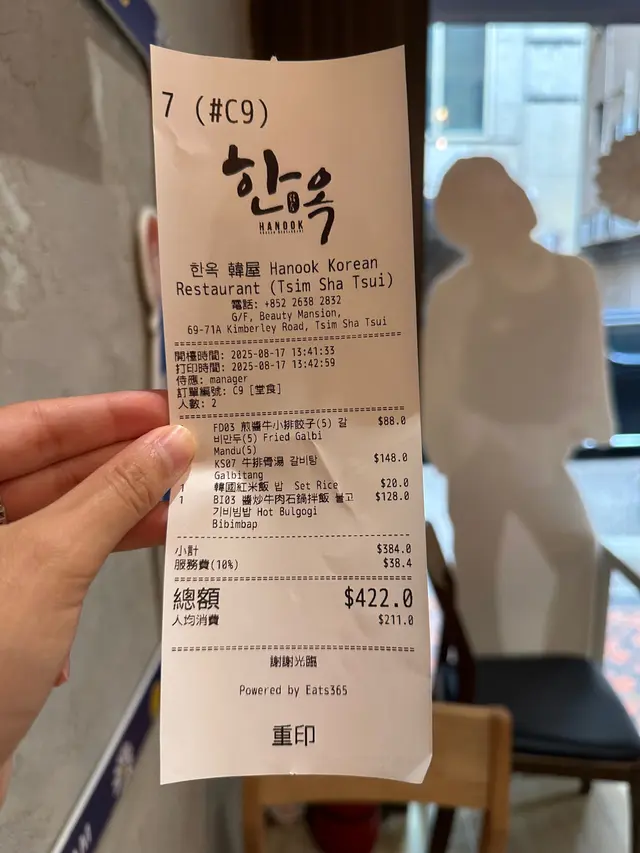 7 (#C9)
한옥
HANOOK
한옥 韓屋 Hanook Korean
Restaurant (Tsim Sha Tsui)
電話: +852 2638 2832
G/F, Beauty Mansion,
69-71A Kimberley Road, Tsim Sha Tsui
開檯時間: 2025-08-17 13:41:33
打印時間: 2025-08-17 13:42:59
侍應: manager
訂單編號: C9 [堂食]
人數: 2
FD03 煎醬牛小排餃子(5) 갈 $88.0
비만두(5) Fried Galbi
Mandu(5)
KS07 牛排骨湯 갈비탕 $148.0
Galbitang
1 韓國紅米飯 밥 Set Rice $20.0
1 BI03 醬炒牛肉石鍋拌飯 불고 $128.0
기비빔밥 Hot Bulgogi
Bibimbap
小計 $384.0
服務費(10%) $38.4
總額 $422.0
人均消費 $211.0
謝謝光臨
Powered by Eats365
重印